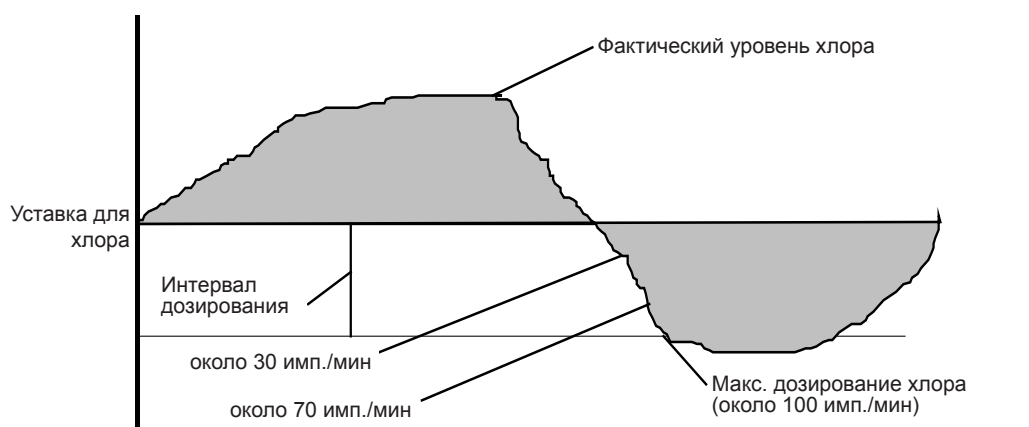 Фактический уровень хлора
Уставка для
хлора
Интервал
дозирования
около 30 имп./мин
около 70 имп./мин
Макс. дозирование хлора
(около 100 имп./мин)